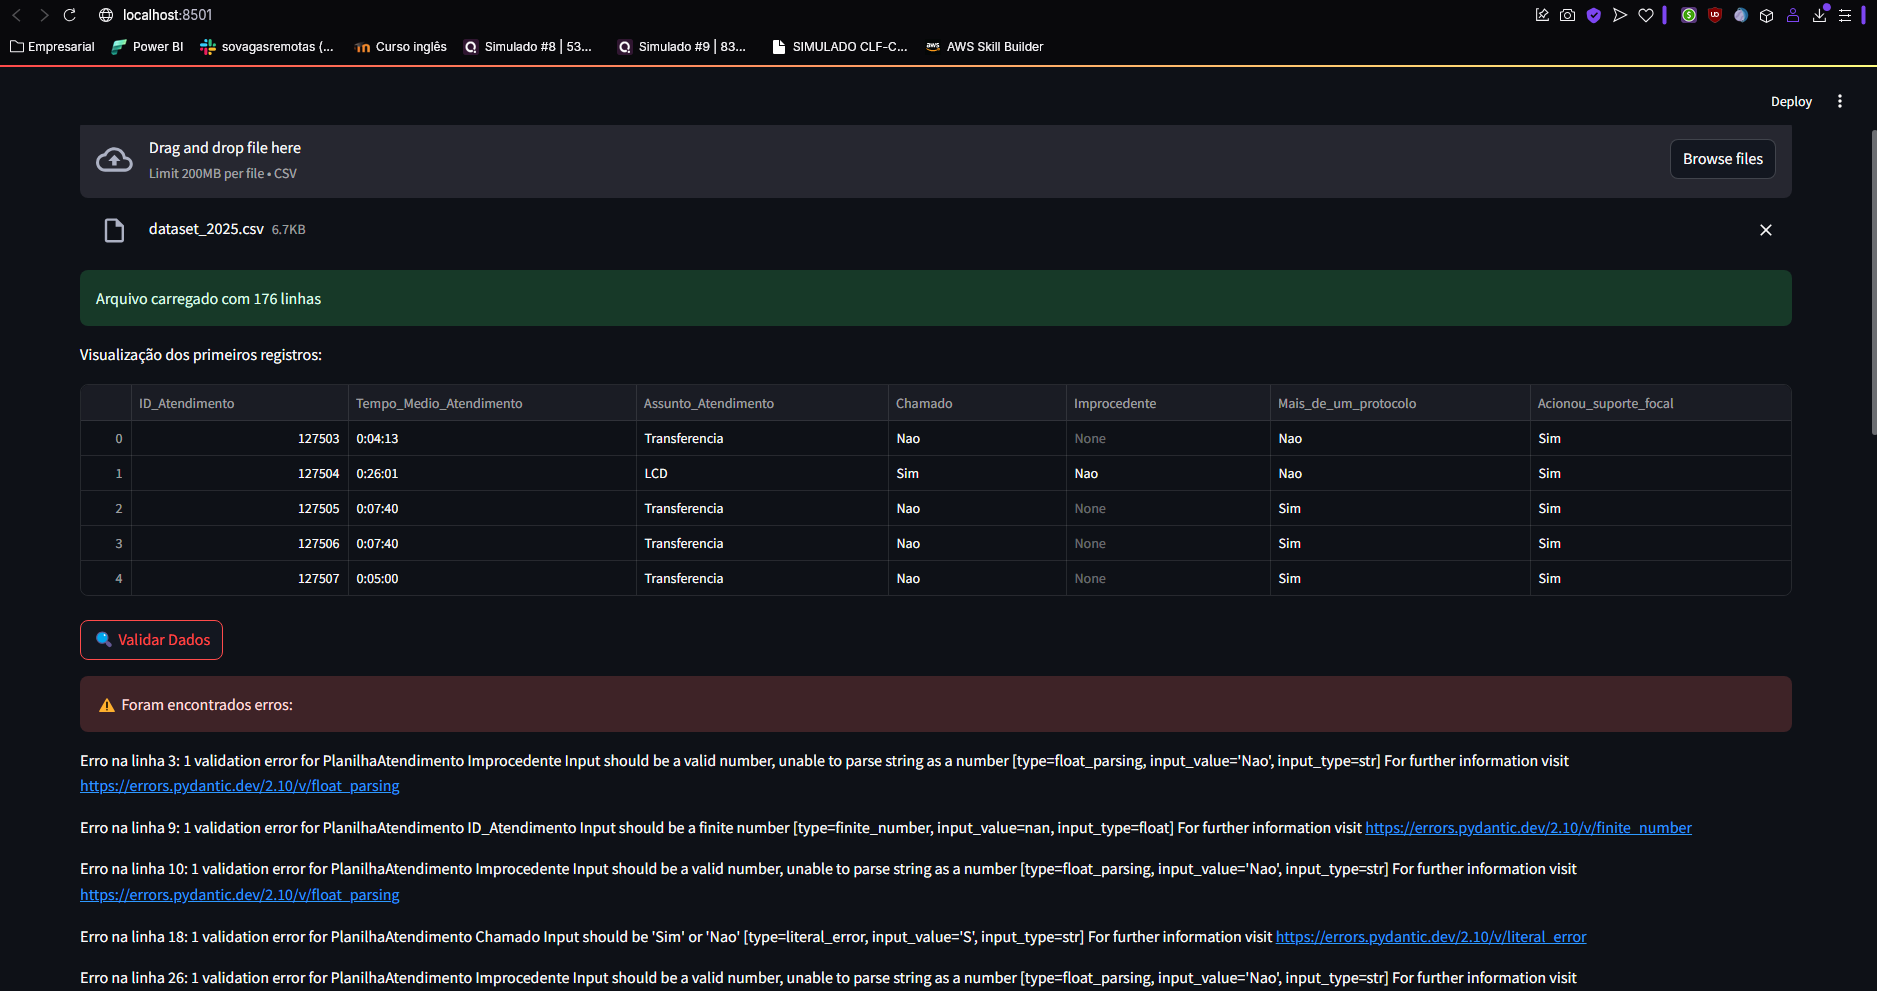 localhost:8501
Empresarial
Power BI
sovagasremotas (...
Curso inglês
Simulado #8 | 53...
Simulado #9 | 83...
SIMULADO CLF-C...
aws
AWS Skill Builder
Deploy
Drag and drop file here
Limit 200MB per file • CSV
Browse files
dataset_2025.csv 6.7KB
Arquivo carregado com 176 linhas
Visualização dos primeiros registros:
ID_Atendimento Tempo_Medio_Atendimento Assunto_Atendimento Chamado Improcedente Mais_de_um_protocolo Acionou_suporte_focal
0 127503 0:04:13 Transferencia Nao None Nao Sim
1 127504 0:26:01 LCD Sim Nao Nao Sim
2 127505 0:07:40 Transferencia Nao None Sim Sim
3 127506 0:07:40 Transferencia Nao None Sim Sim
4 127507 0:05:00 Transferencia Nao None Sim Sim
Validar Dados
Foram encontrados erros:
Erro na linha 3: 1 validation error for PlanilhaAtendimento Improcedente Input should be a valid number, unable to parse string as a number [type=float_parsing, input_value='Nao', input_type=str] For further information visit
https://errors.pydantic.dev/2.10/v/float_parsing
Erro na linha 9: 1 validation error for PlanilhaAtendimento ID_Atendimento Input should be a finite number [type=finite_number, input_value=nan, input_type=float] For further information visit https://errors.pydantic.dev/2.10/v/finite_number
Erro na linha 10: 1 validation error for PlanilhaAtendimento Improcedente Input should be a valid number, unable to parse string as a number [type=float_parsing, input_value='Nao', input_type=str] For further information visit
https://errors.pydantic.dev/2.10/v/float_parsing
Erro na linha 18: 1 validation error for PlanilhaAtendimento Chamado Input should be 'Sim' or 'Nao' [type=literal_error, input_value='S', input_type=str] For further information visit https://errors.pydantic.dev/2.10/v/literal_error
Erro na linha 26: 1 validation error for PlanilhaAtendimento Improcedente Input should be a valid number, unable to parse string as a number [type=float_parsing, input_value='Nao', input_type=str] For further information visit